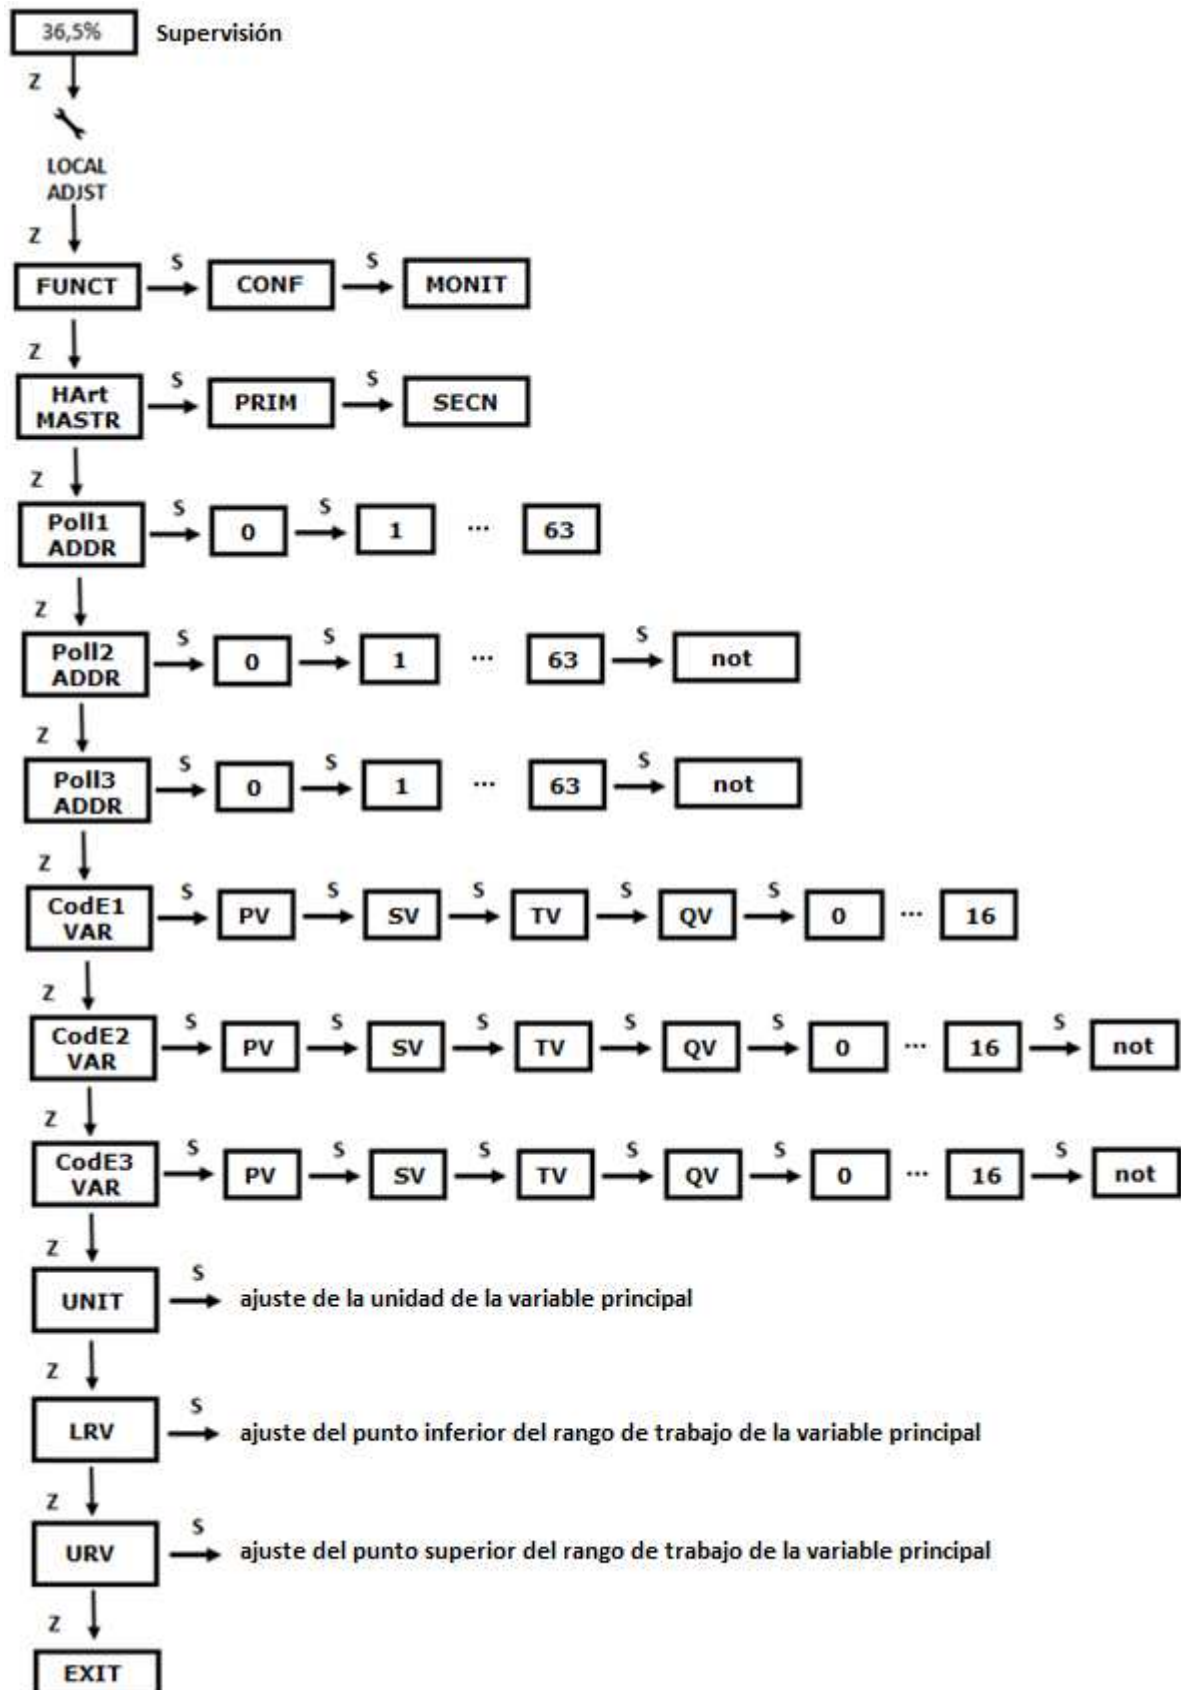 36,5% Supervisión
Z
LOCAL
ADJST
Z
S S
FUNCT CONF MONIT
Z
S S
HArt
MASTR PRIM SECN
Z
S S
Poll1
ADDR 0 1 ... 63
Z
S S S
Poll2
ADDR 0 1 ... 63 not
Z
S S S
Poll3
ADDR 0 1 ... 63 not
Z
S S S S S
CodE1
VAR PV SV TV QV 0 ... 16
Z
S S S S S S
CodE2
VAR PV SV TV QV 0 ... 16 not
Z
S S S S S S
CodE3
VAR PV SV TV QV 0 ... 16 not
Z
S
UNIT ajuste de la unidad de la variable principal
Z
S
LRV ajuste del punto inferior del rango de trabajo de la variable principal
Z
S
URV ajuste del punto superior del rango de trabajo de la variable principal
Z
EXIT